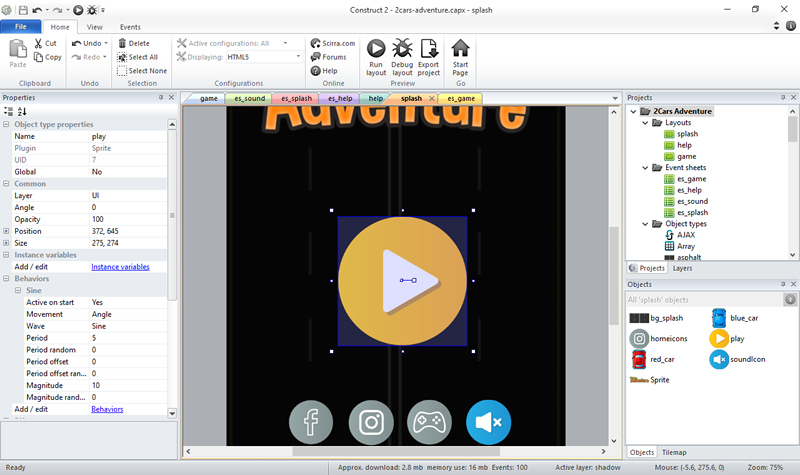 Construct 2 - 2cars-adventure.capx - splash
File Home View Events
Paste
Cut
Copy
Clipboard
Undo
Redo
Undo
Delete
Select All
Select None
Selection
Active configurations: All
Displaying: HTML5
Configurations
Scirra.com
Forums
Help
Online
Run layout
Debug layout
Export project
Preview
Start Page
Go
Properties
Object type properties
Name play
Plugin Sprite
UID 7
Global No
Common
Layer UI
Angle 0
Opacity 100
Position 372, 645
Size 275, 274
Instance variables
Add / edit Instance variables
Behaviors
Sine
Active on start Yes
Movement Angle
Wave Sine
Period 5
Period random 0
Period offset 0
Period offset ran... 0
Magnitude 10
Magnitude rand... 0
Add / edit Behaviors
game es_sound es_splash es_help help splash es_game
Adventure
Projects
2Cars Adventure
Layouts
splash
help
game
Event sheets
es_game
es_help
es_sound
es_splash
Object types
AJAX
Array
asphalt
Projects Layers
Objects
All 'splash' objects
bg_splash blue_car
homeicons play
red_car soundIcon
Sprite
Objects Tilemap
Ready Approx. download: 2.8 mb memory use: 16 mb Events: 100 Active layer: shadow Mouse: (-5.6, 275.6, 0) Zoom: 75%